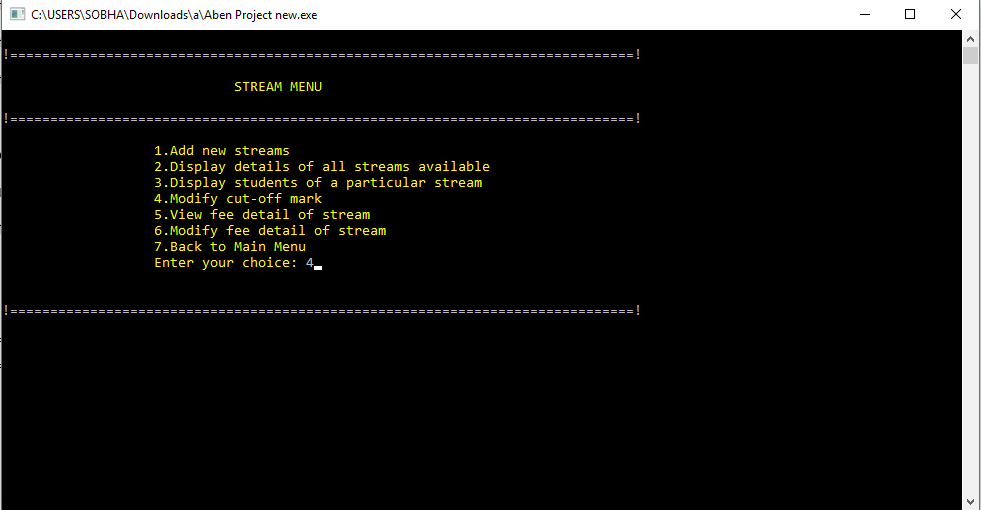 C:\USERS\SOBHA\Downloads\a\Aben Project new.exe
!==============================================================================!
STREAM MENU
!==============================================================================!
1.Add new streams
2.Display details of all streams available
3.Display students of a particular stream
4.Modify cut-off mark
5.View fee detail of stream
6.Modify fee detail of stream
7.Back to Main Menu
Enter your choice: 4
!==============================================================================!